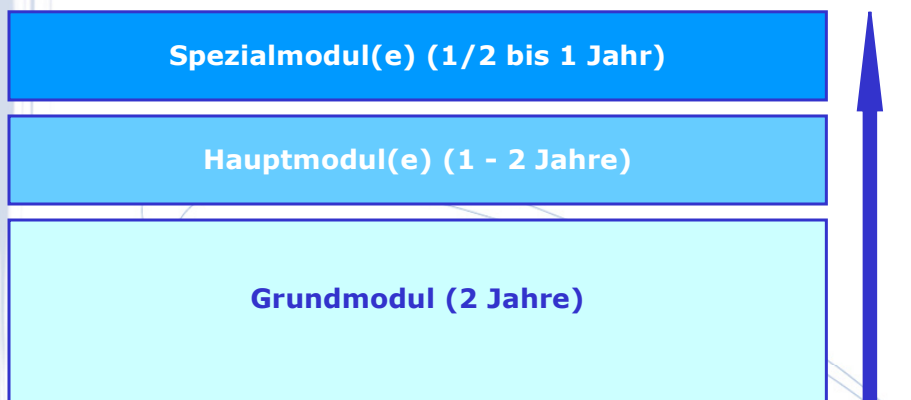 Spezialmodul(e) (1/2 bis 1 Jahr)
Hauptmodul(e) (1 - 2 Jahre)
Grundmodul (2 Jahre)